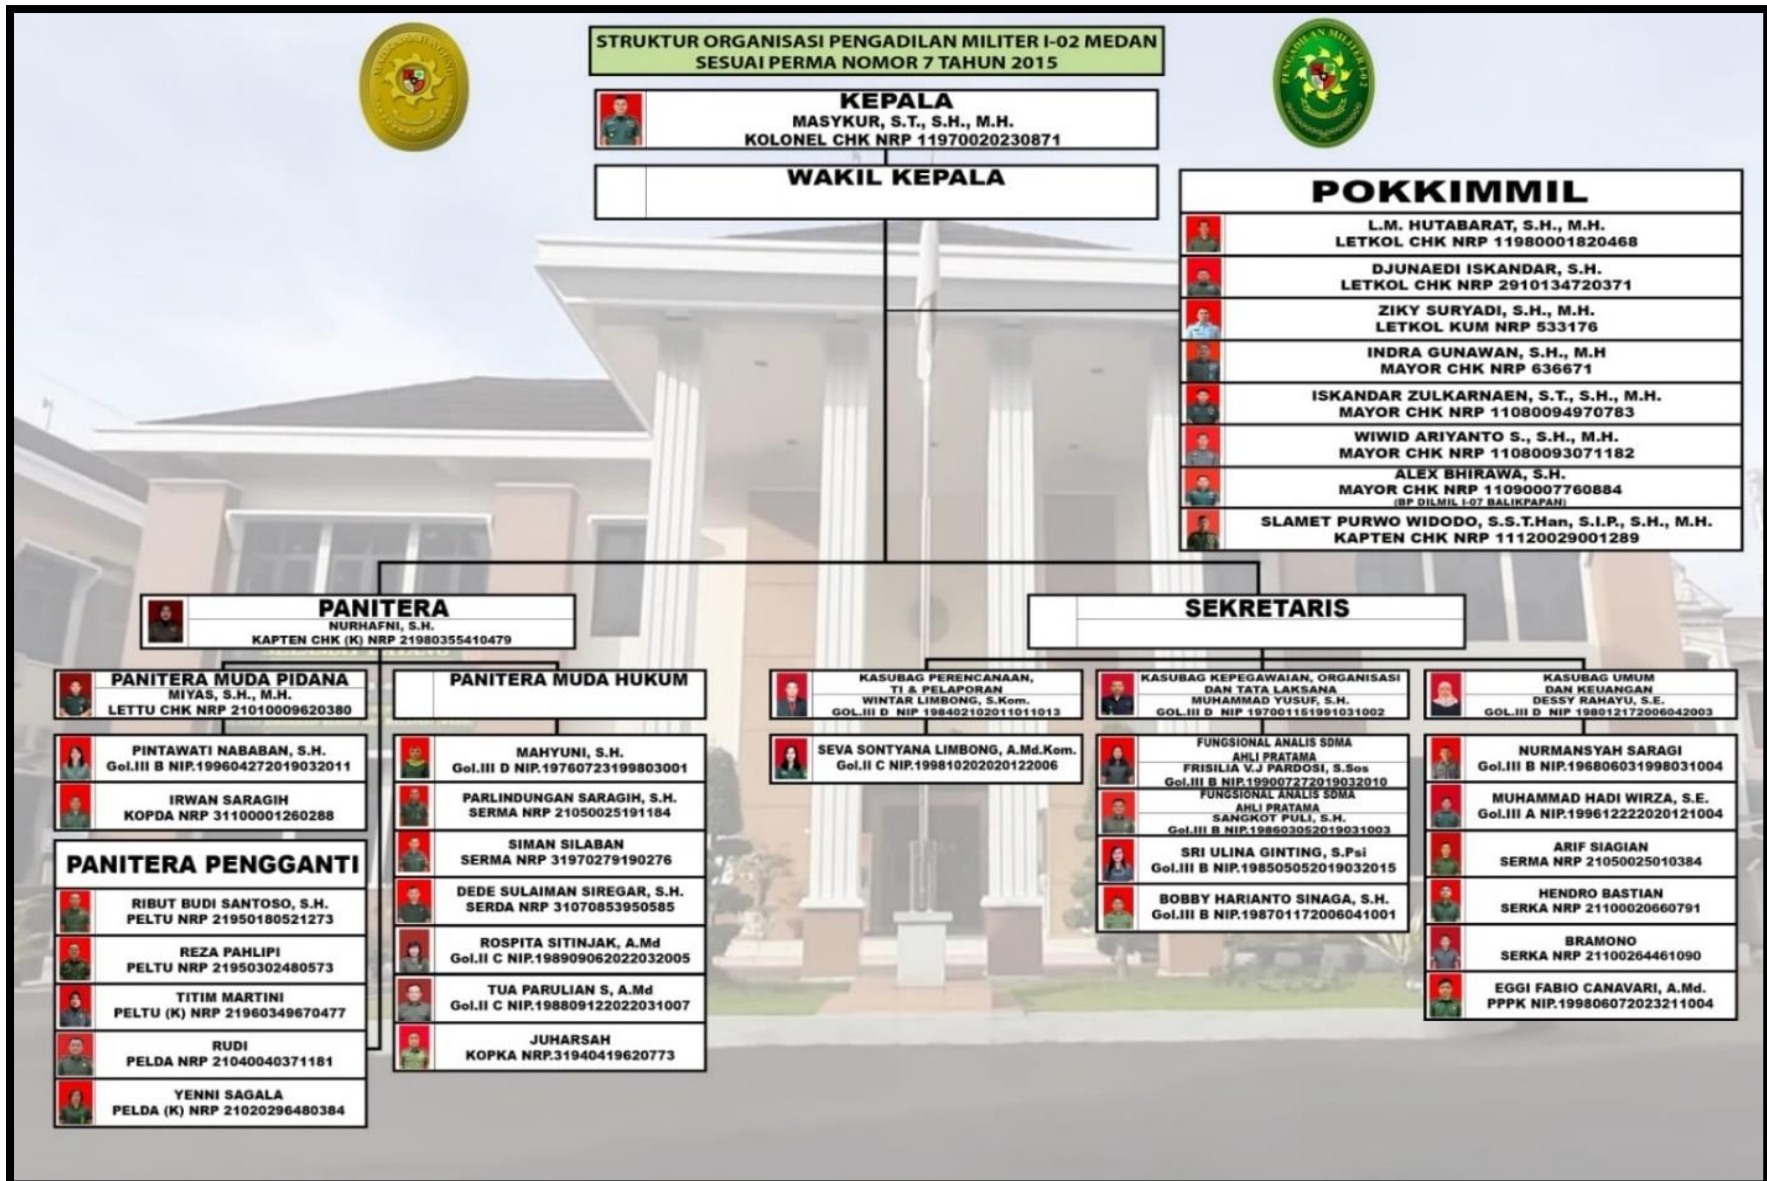 STRUKTUR ORGANISASI PENGADILAN MILITER I-02 MEDAN
SESUAI PERMA NOMOR 7 TAHUN 2015
MAHKAMAH AGUNG
PENGADILAN MILITER I-02
KEPALA
MASYKUR, S.T., S.H., M.H.
KOLONEL CHK NRP 11970020230871
WAKIL KEPALA
POKKIMMIL
L.M. HUTABARAT, S.H., M.H.
LETKOL CHK NRP 11980001820468
DJUNAEDI ISKANDAR, S.H.
LETKOL CHK NRP 2910134720371
ZIKY SURYADI, S.H., M.H.
LETKOL KUM NRP 533176
INDRA GUNAWAN, S.H., M.H
MAYOR CHK NRP 636671
ISKANDAR ZULKARNAEN, S.T., S.H., M.H.
MAYOR CHK NRP 11080094970783
WIWID ARIYANTO S., S.H., M.H.
MAYOR CHK NRP 11080093071182
ALEX BHIRAWA, S.H.
MAYOR CHK NRP 11090007760884
(BP DILMIL I-07 BALIKPAPAN)
SLAMET PURWO WIDODO, S.S.T.Han, S.I.P., S.H., M.H.
KAPTEN CHK NRP 11120029001289
PANITERA
NURHAFNI, S.H.
KAPTEN CHK (K) NRP 21980355410479
SELAMAT DATANG
PANITERA MUDA PIDANA
MIYAS, S.H., M.H.
LETTU CHK NRP 21010009620380
PINTAWATI NABABAN, S.H.
Gol.III B NIP.199604272019032011
IRWAN SARAGIH
KOPDA NRP 31100001260288
PANITERA PENGGANTI
RIBUT BUDI SANTOSO, S.H.
PELTU NRP 21950180521273
REZA PAHLIPI
PELTU NRP 21950302480573
TITIM MARTINI
PELTU (K) NRP 21960349670477
RUDI
PELDA NRP 21040040371181
YENNI SAGALA
PELDA (K) NRP 21020296480384
PANITERA MUDA HUKUM
MAHYUNI, S.H.
Gol.III D NIP.19760723199803001
PARLINDUNGAN SARAGIH, S.H.
SERMA NRP 21050025191184
SIMAN SILABAN
SERMA NRP 31970279190276
DEDE SULAIMAN SIREGAR, S.H.
SERDA NRP 31070853950585
ROSPITA SITINJAK, A.Md
Gol.II C NIP.198909062022032005
TUA PARULIAN S, A.Md
Gol.II C NIP.198809122022031007
JUHARSAH
KOPKA NRP.31940419620773
SEKRETARIS
KASUBAG PERENCANAAN,
TI & PELAPORAN
WINTAR LIMBONG, S.Kom.
GOL.III D NIP 198402102011011013
SEVA SONTYANA LIMBONG, A.Md.Kom.
Gol.II C NIP.199810202020122006
KASUBAG KEPEGAWAIAN, ORGANISASI
DAN TATA LAKSANA
MUHAMMAD YUSUF, S.H.
GOL.III D NIP 197001151991031002
FUNGSIONAL ANALIS SDMA
AHLI PRATAMA
FRISILIA V.J PARDOSI, S.Sos
Gol.III B NIP.199007272019032010
FUNGSIONAL ANALIS SDMA
AHLI PRATAMA
SANGKOT PULI, S.H.
Gol.III B NIP.198603052019031003
SRI ULINA GINTING, S.Psi
Gol.III B NIP.198505052019032015
BOBBY HARIANTO SINAGA, S.H.
Gol.III B NIP.198701172006041001
KASUBAG UMUM
DAN KEUANGAN
DESSY RAHAYU, S.E.
GOL.III D NIP 198012172006042003
NURMANSYAH SARAGI
Gol.III B NIP.196806031998031004
MUHAMMAD HADI WIRZA, S.E.
Gol.III A NIP.199612222020121004
ARIF SIAGIAN
SERMA NRP 21050025010384
HENDRO BASTIAN
SERKA NRP 21100020660791
BRAMONO
SERKA NRP 21100264461090
EGGI FABIO CANAVARI, A.Md.
PPPK NIP.199806072023211004